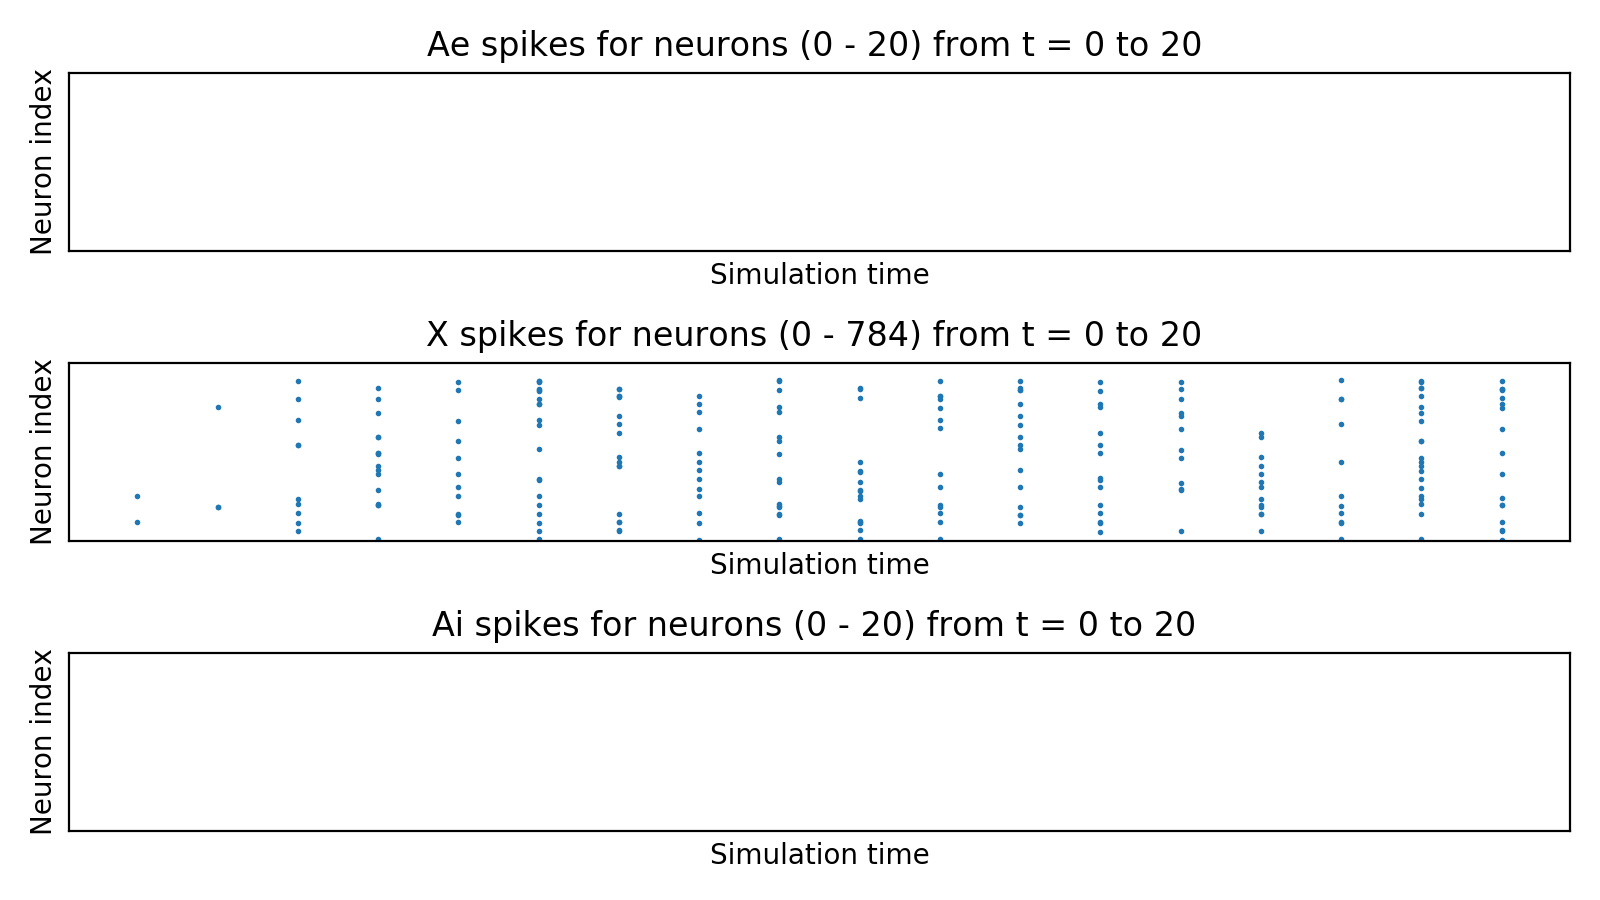 Ae spikes for neurons (0 - 20) from t = 0 to 20
Neuron index
Simulation time
X spikes for neurons (0 - 784) from t = 0 to 20
Neuron index
Simulation time
Ai spikes for neurons (0 - 20) from t = 0 to 20
Neuron index
Simulation time